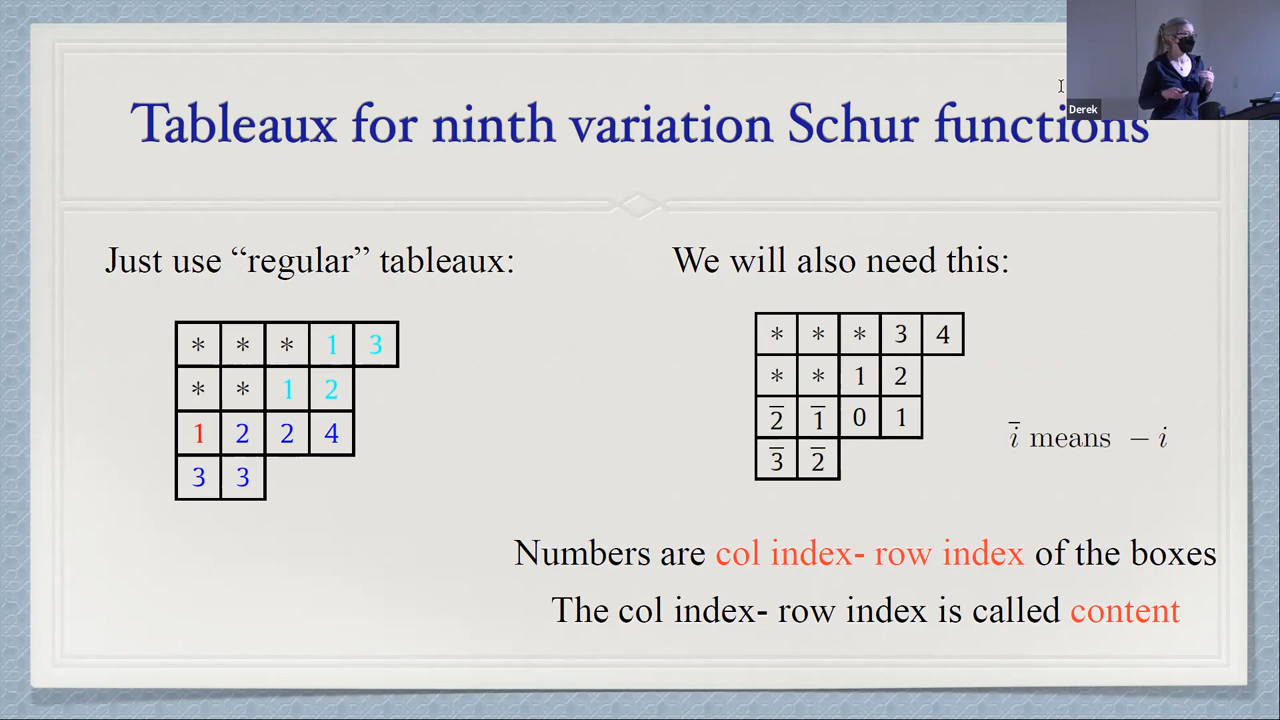 Derek
Tableaux for ninth variation Schur functions
Just use “regular” tableaux:
* * * 1 3
* * 1 2
1 2 2 4
3 3
We will also need this:
* * * 3 4
* * 1 2
2̅ 1̅ 0 1
3̅ 2̅
i̅ means − i
Numbers are col index- row index of the boxes
The col index- row index is called content